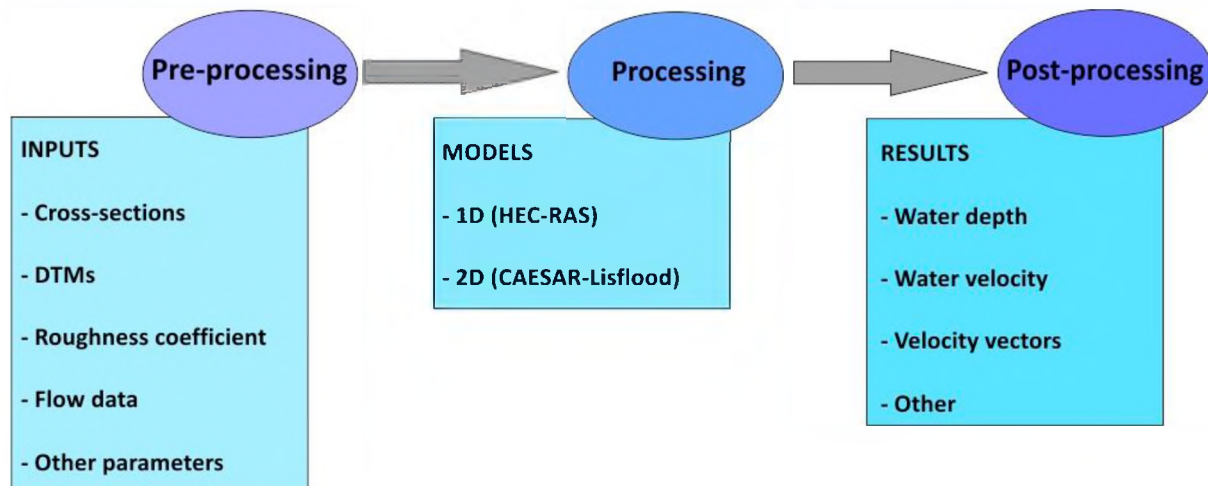 Pre-processing
Processing
Post-processing
INPUTS
- Cross-sections
- DTMs
- Roughness coefficient
- Flow data
- Other parameters
MODELS
- 1D (HEC-RAS)
- 2D (CAESAR-Lisflood)
RESULTS
- Water depth
- Water velocity
- Velocity vectors
- Other